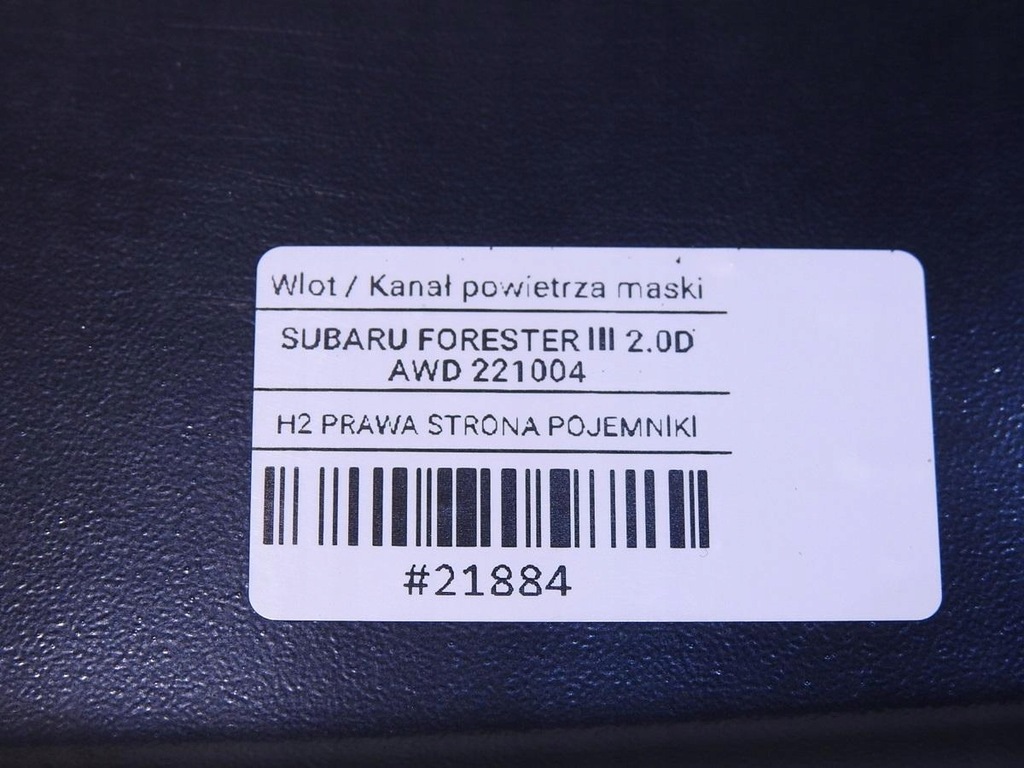 Wlot / Kanał powietrza maski
SUBARU FORESTER III 2.0D
AWD 221004
H2 PRAWA STRONA POJEMNIKI
#21884